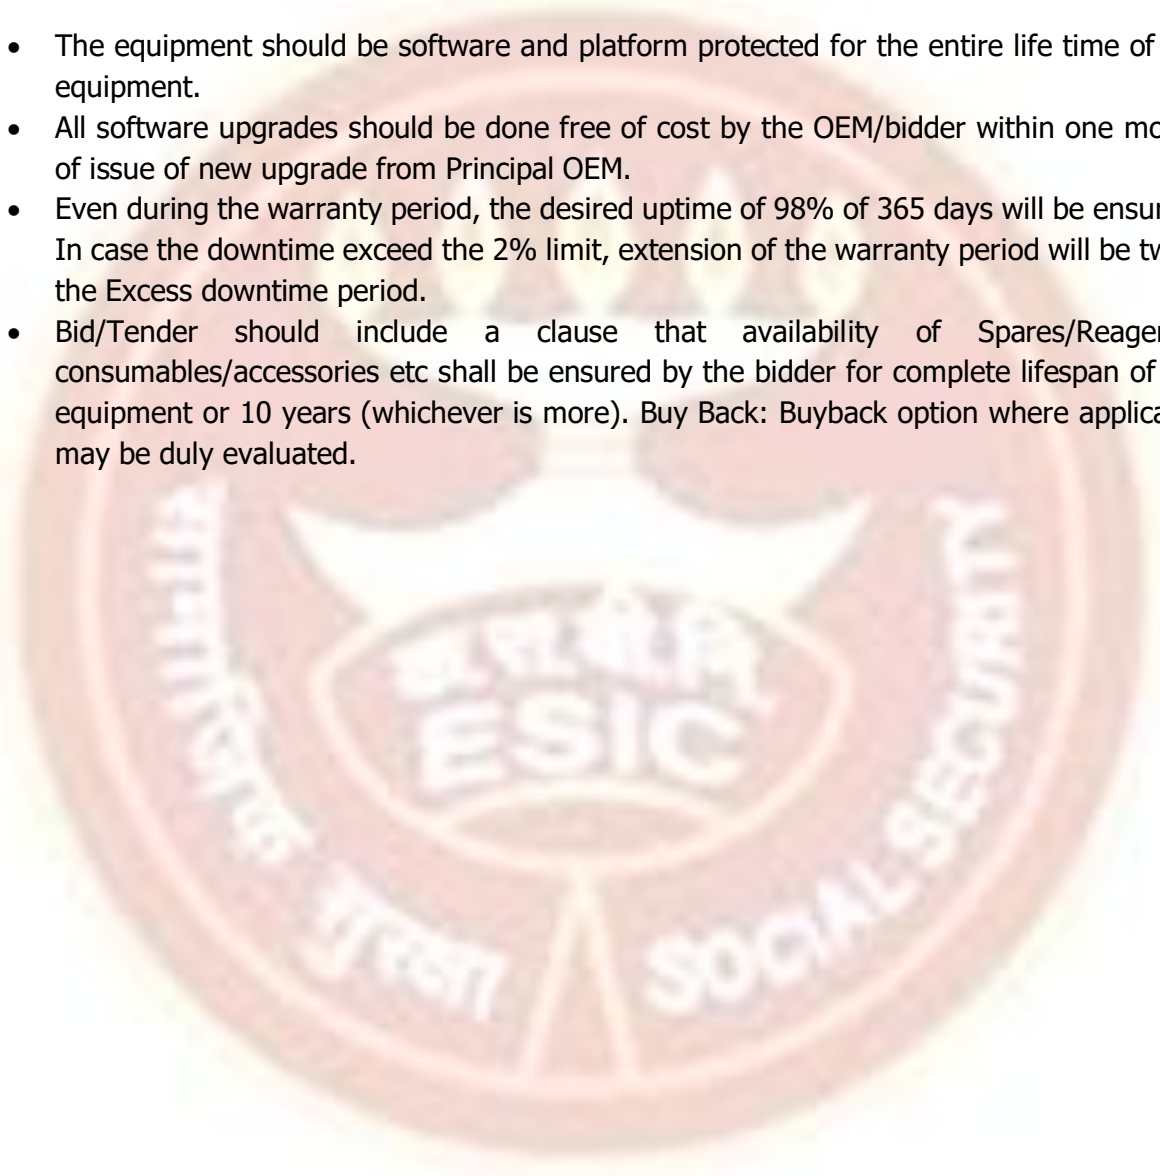 • The equipment should be software and platform protected for the entire life time of
equipment.
• All software upgrades should be done free of cost by the OEM/bidder within one mo
of issue of new upgrade from Principal OEM.
• Even during the warranty period, the desired uptime of 98% of 365 days will be ensur
In case the downtime exceed the 2% limit, extension of the warranty period will be tw
the Excess downtime period.
• Bid/Tender should include a clause that availability of Spares/Reager
consumables/accessories etc shall be ensured by the bidder for complete lifespan of
equipment or 10 years (whichever is more). Buy Back: Buyback option where applica
may be duly evaluated.
क.रा.बी.नि.
ESIC
सामाजिक सुरक्षा
SOCIAL SECURITY